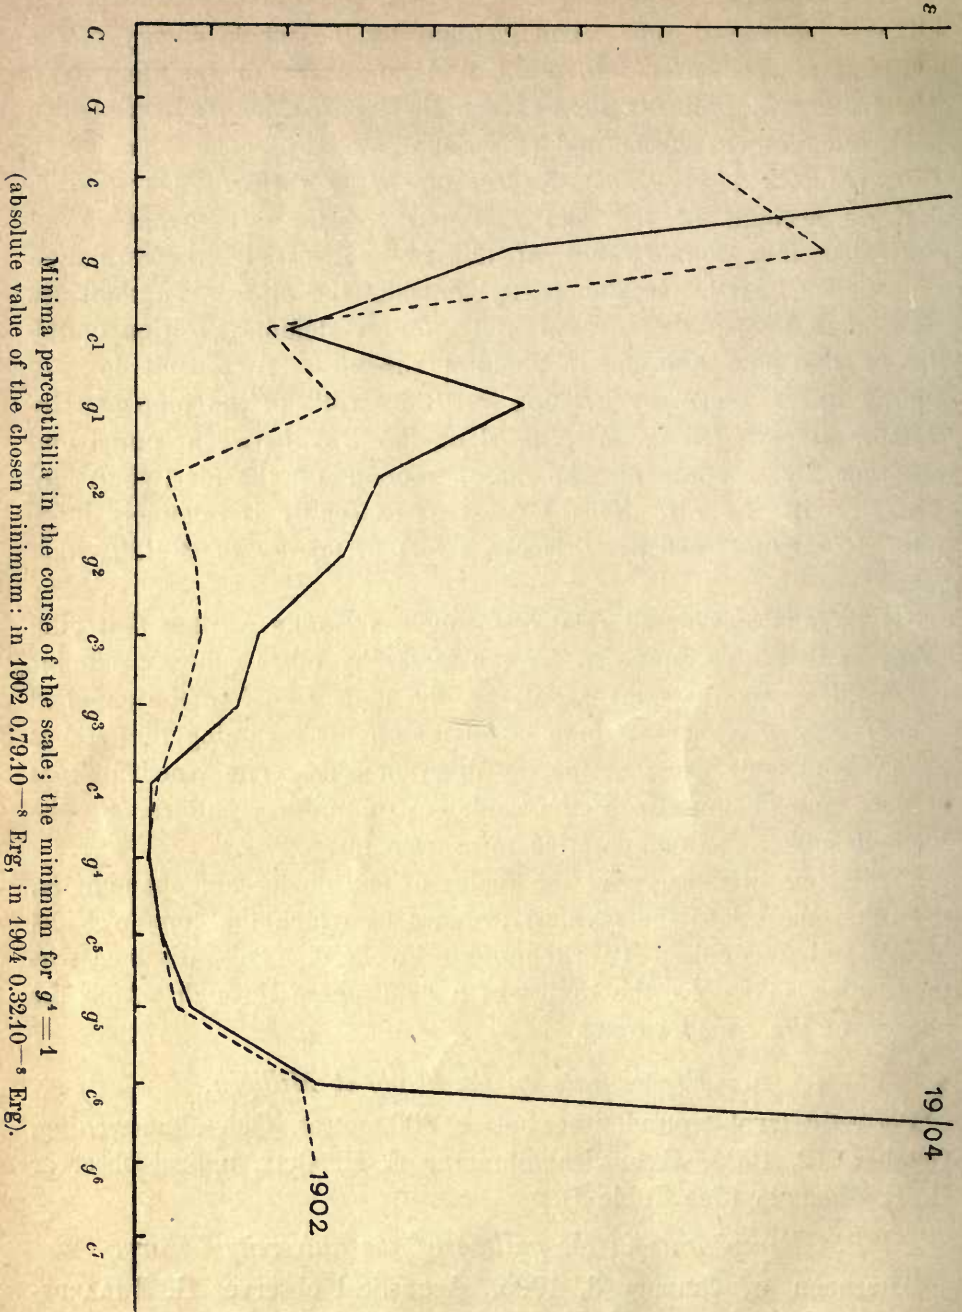 1904
1902
C G c g c¹ g¹ c² g² c³ g³ c⁴ g⁴ c⁵ g⁵ c⁶ g⁶ c⁷
Minima perceptibilia in the course of the scale; the minimum for g⁴ = 1
(absolute value of the chosen minimum: in 1902 0.79.10—⁸ Erg, in 1904 0.32.10—⁸ Erg).